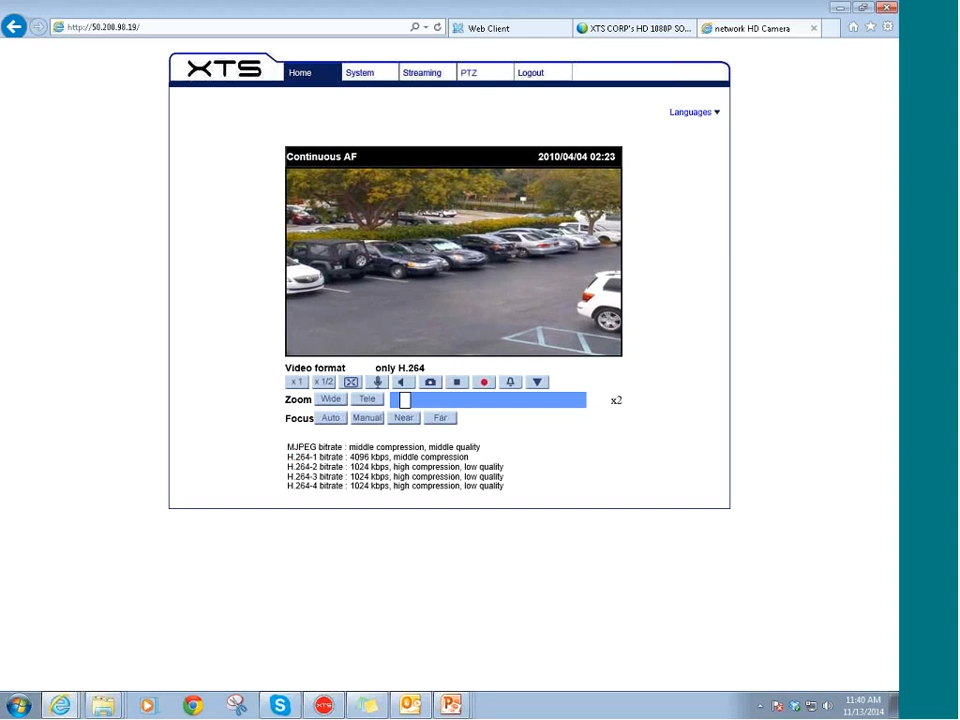 http://50.200.98.19/
Web Client
XTS CORP's HD 1080P SO...
network HD Camera
XTS
Home
System
Streaming
PTZ
Logout
Languages
Continuous AF
2010/04/04 02:23
Video format only H.264
x 1
x 1/2
Zoom
Wide
Tele
x2
Focus
Auto
Manual
Near
Far
MJPEG bitrate : middle compression, middle quality
H.264-1 bitrate : 4096 kbps, middle compression
H.264-2 bitrate : 1024 kbps, high compression, low quality
H.264-3 bitrate : 1024 kbps, high compression, low quality
H.264-4 bitrate : 1024 kbps, high compression, low quality
XTS
11:40 AM
11/13/2014